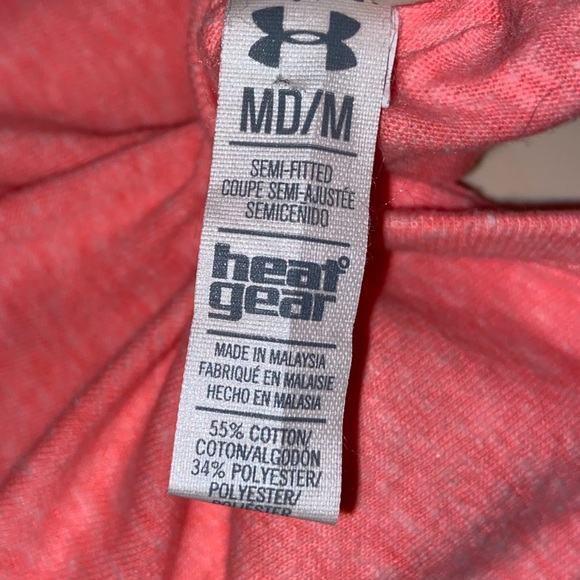 MD/M
SEMI-FITTED
COUPE SEMI-AJUSTÉE
SEMICENIDO
heat
gear
MADE IN MALAYSIA
FABRIQUÉ EN MALAISIE
HECHO EN MALASIA
55% COTTON/
COTON/ALGODÓN
34% POLYESTER/
POLYESTER/